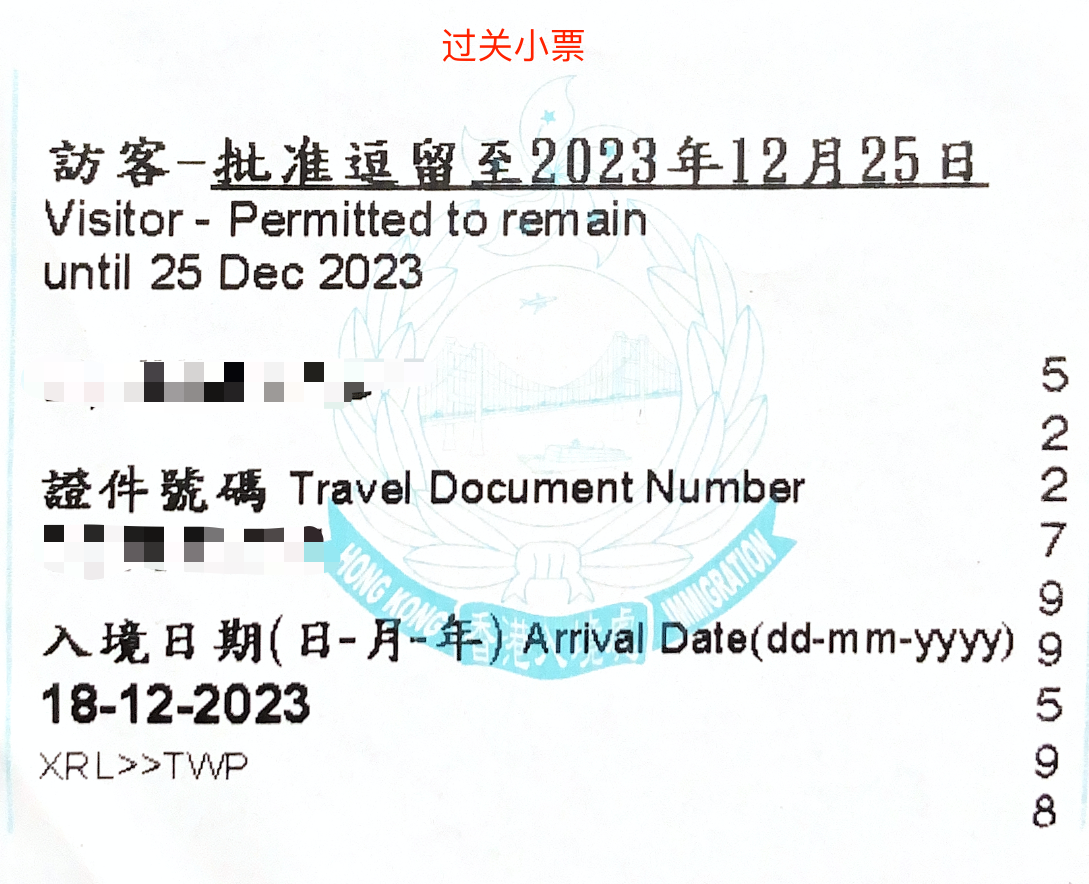 过关小票
訪客-批准逗留至2023年12月25日
Visitor - Permitted to remain
until 25 Dec 2023
證件號碼 Travel Document Number
HONG KONG 香港入境處 IMMIGRATION
入境日期(日-月-年) Arrival Date(dd-mm-yyyy)
18-12-2023
XRL>>TWP
5
2
2
7
9
9
5
9
8